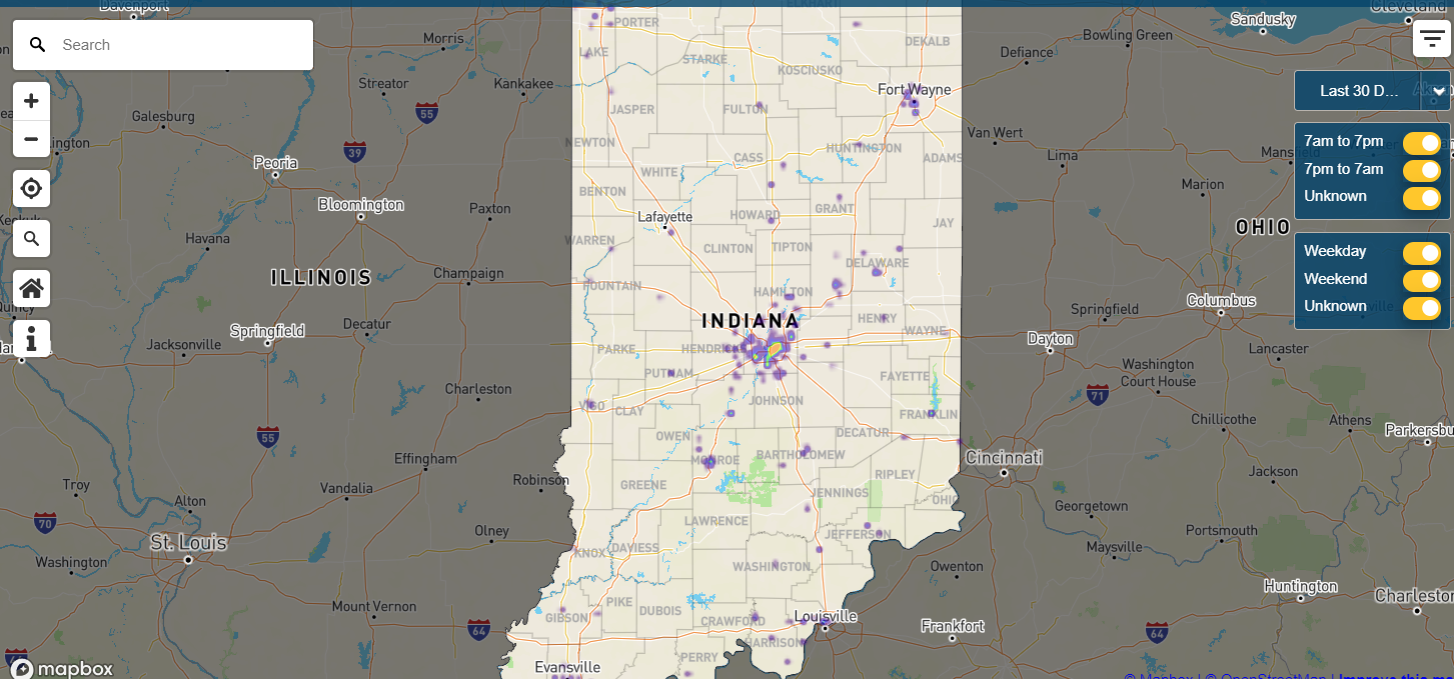 Davenport
Cleveland
Search
PORTER
ELKHART
Sandusky
Bowling Green
Morris
LAKE
DEKALB
Defiance
STARKE
KOSCIUSKO
Streator
Kankakee
Fort Wayne
Last 30 D...
55
Galesburg
JASPER
FULTON
Van Wert
39
NEWTON
HUNTINGTON
7am to 7pm
Peoria
CASS
ADAMS
Lima
7pm to 7am
WHITE
Marion
Unknown
BENTON
Bloomington
Paxton
Lafayette
HOWARD
GRANT
JAY
OHIO
Havana
WARREN
CLINTON
TIPTON
Weekday
DELAWARE
ILLINOIS
Champaign
Weekend
FOUNTAIN
HAMILTON
Columbus
Unknown
Springfield
INDIANA
HENRY
Springfield
Decatur
WAYNE
Jacksonville
PARKE
HENDRICKS
Dayton
Lancaster
Washington
Court House
PUTNAM
FAYETTE
Charleston
71
VIGO
CLAY
JOHNSON
FRANKLIN
Chillicothe
Athens
55
OWEN
DECATUR
Effingham
MONROE
BARTHOLOMEW
Cincinnati
Jackson
Troy
Robinson
GREENE
RIPLEY
Vandalia
JENNINGS
OHIO
Alton
Georgetown
70
LAWRENCE
Olney
JEFFERSON
Portsmouth
St. Louis
KNOX
DAVIESS
Maysville
Washington
WASHINGTON
Owenton
Huntington
Mount Vernon
PIKE
DUBOIS
Charleston
GIBSON
CRAWFORD
Louisville
Frankfort
64
64
HARRISON
PERRY
Evansville
mapbox
© Mapbox | © OpenStreetMap | Improve this